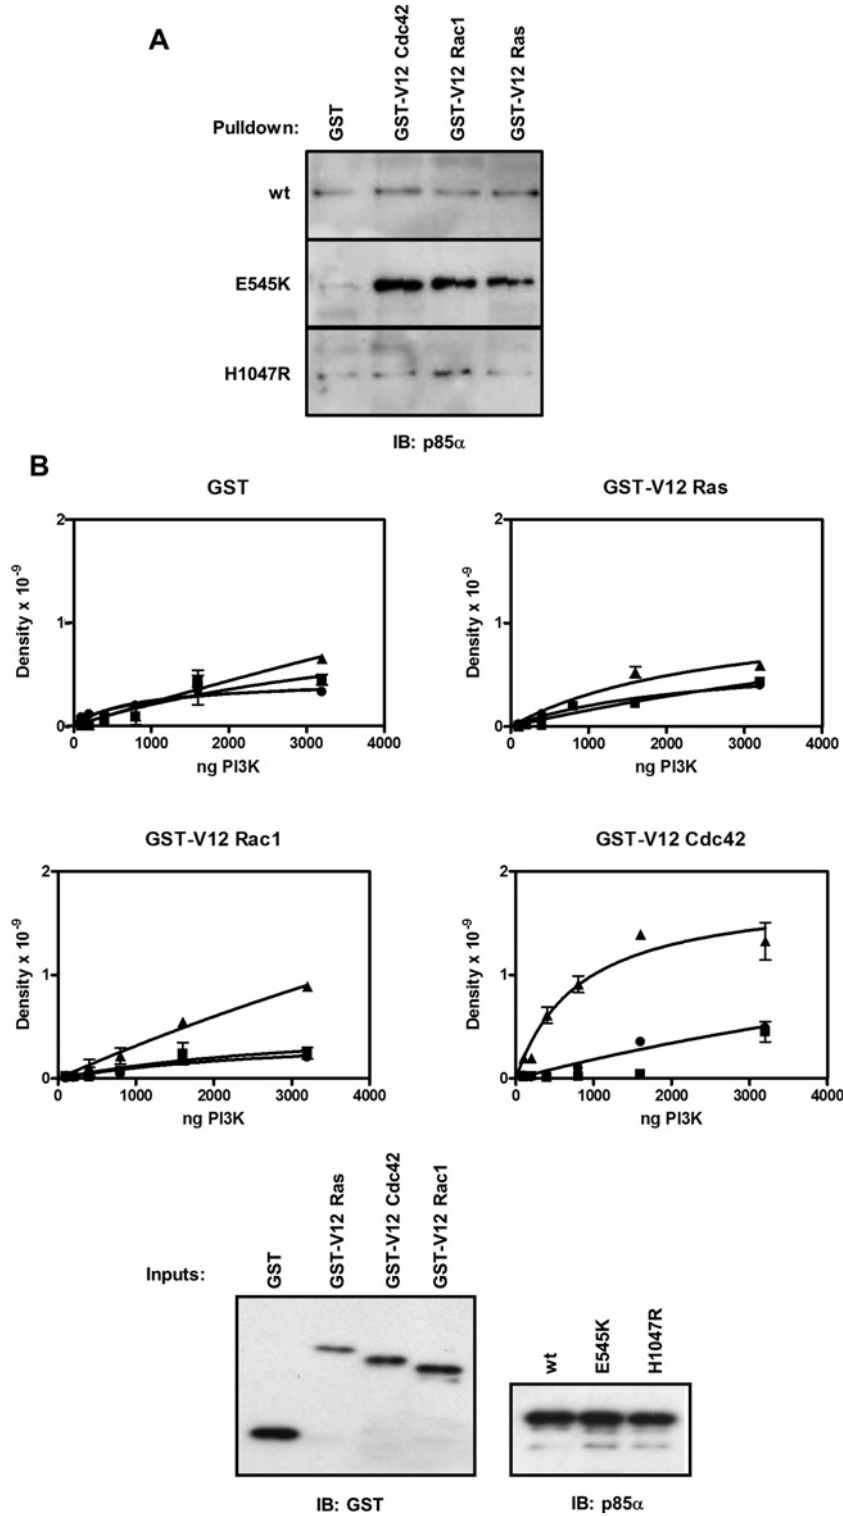 A
Pulldown:
GST
GST-V12 Cdc42
GST-V12 Rac1
GST-V12 Ras
wt
E545K
H1047R
IB: p85α
B
GST
2
1
0
Density x 10-9
0 1000 2000 3000 4000
ng PI3K
GST-V12 Ras
2
1
0
Density x 10-9
0 1000 2000 3000 4000
ng PI3K
GST-V12 Rac1
2
1
0
Density x 10-9
0 1000 2000 3000 4000
ng PI3K
GST-V12 Cdc42
2
1
0
Density x 10-9
0 1000 2000 3000 4000
ng PI3K
Inputs:
GST
GST-V12 Ras
GST-V12 Cdc42
GST-V12 Rac1
IB: GST
wt
E545K
H1047R
IB: p85α